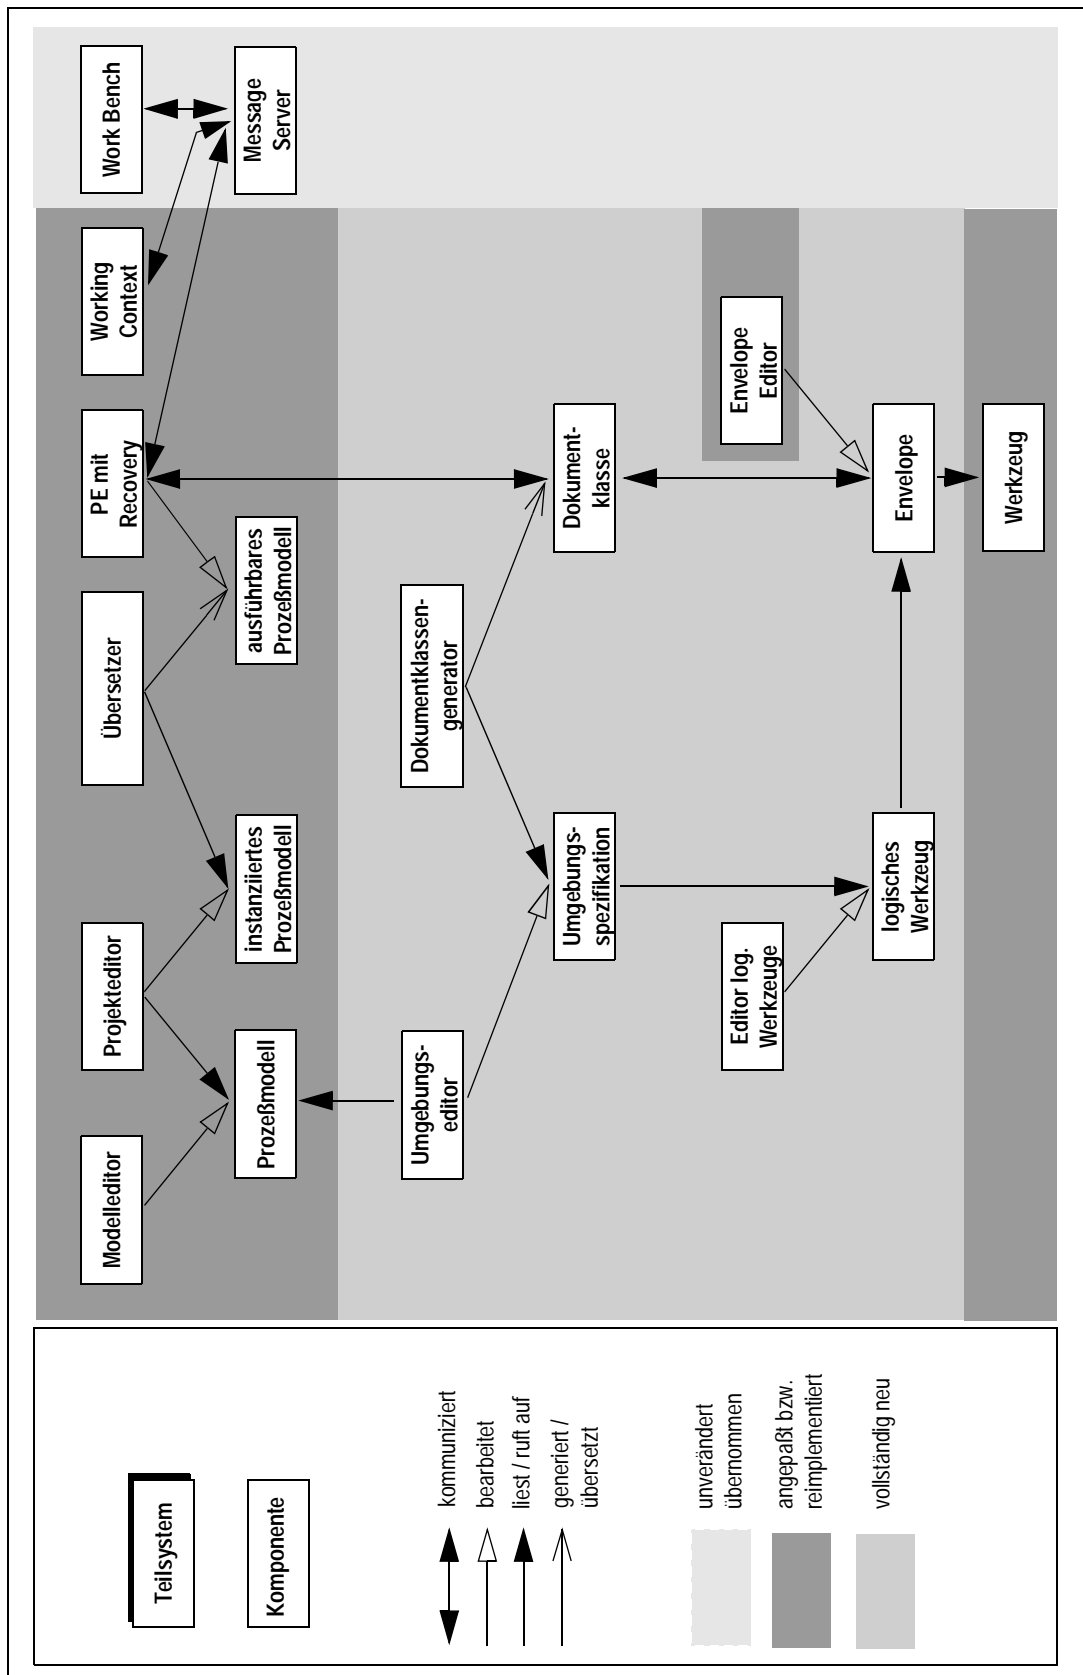 Modelleditor
Projekteditor
Übersetzer
PE mit
Recovery
Working
Context
Work Bench
Prozeßmodell
instanziiertes
Prozeßmodell
ausführbares
Prozeßmodell
Message
Server
Umgebungs-
editor
Dokumentklassen-
generator
Umgebungs-
spezifikation
Dokument-
klasse
Editor log.
Werkzeuge
Envelope
Editor
logisches
Werkzeug
Envelope
Werkzeug
Teilsystem
Komponente
kommuniziert
bearbeitet
liest / ruft auf
generiert /
übersetzt
unverändert
übernommen
angepaßt bzw.
reimplementiert
vollständig neu